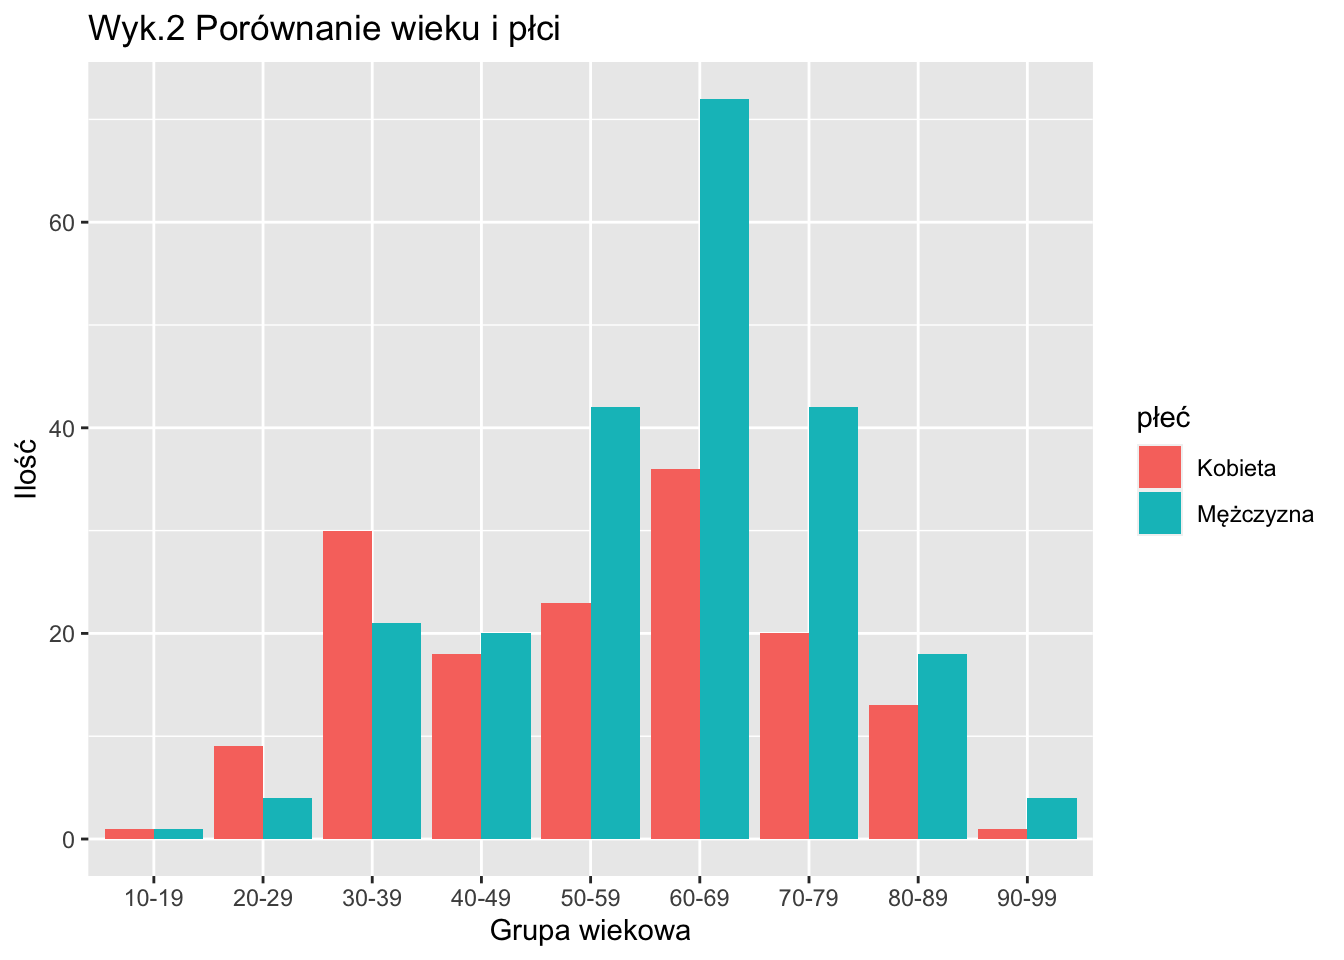 Wyk.2 Porównanie wieku i płci
Ilość
60
40
20
0
10-19 20-29 30-39 40-49 50-59 60-69 70-79 80-89 90-99
Grupa wiekowa
płeć
Kobieta
Mężczyzna